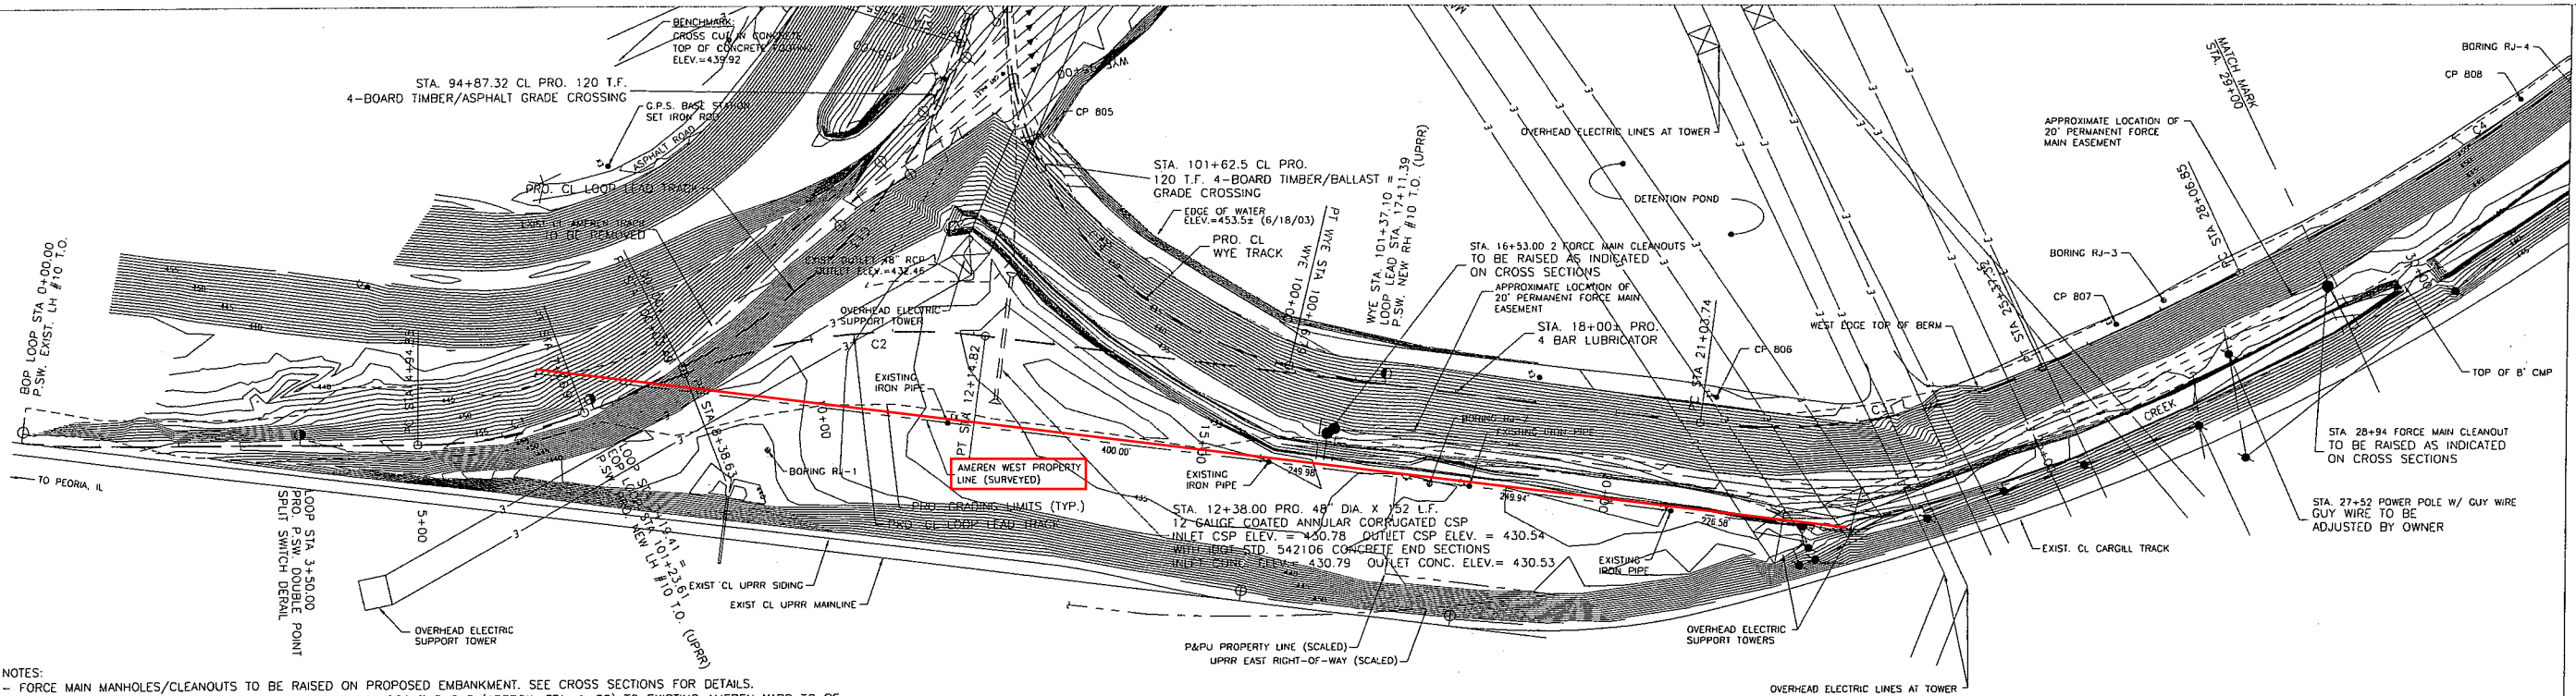 BENCHMARK:
CROSS CUT IN CONCRETE
TOP OF CONCRETE FOOTING
ELEV.=439.92
STA. 94+87.32 CL PRO. 120 T.F.
4-BOARD TIMBER/ASPHALT GRADE CROSSING
G.P.S. BASE STATION
SET IRON ROD
ASPHALT ROAD
CP 805
PRO. CL LOOP LEAD TRACK
EXIST CL AMEREN TRACK
TO BE REMOVED
EXIST. OUTLET 48" RCP
OUTLET ELEV.=432.46
STA. 101+62.5 CL PRO.
120 T.F. 4-BOARD TIMBER/BALLAST
GRADE CROSSING
EDGE OF WATER
ELEV.=453.5± (6/18/03)
PRO. CL
WYE TRACK
PT WYE STA 100+61.79
WYE 100+00
WYE STA. 101+37.10 =
LOOP LEAD STA. 17+11.39
P.SW. NEW RH #10 T.O. (UPRR)
OVERHEAD ELECTRIC LINES AT TOWER
DETENTION POND
STA. 16+53.00 2 FORCE MAIN CLEANOUTS
TO BE RAISED AS INDICATED
ON CROSS SECTIONS
APPROXIMATE LOCATION OF
20' PERMANENT FORCE MAIN
EASEMENT
STA. 18+00± PRO.
4 BAR LUBRICATOR
STA 21+03.74
CP 806
WEST EDGE TOP OF BERM
MATCH MARK
STA. 29+00
BORING RJ-4
CP 808
C4
APPROXIMATE LOCATION OF
20' PERMANENT FORCE
MAIN EASEMENT
PC STA 28+06.85
BORING RJ-3
CP 807
30+00
TOP OF 8' CMP
CREEK
STA. 28+94 FORCE MAIN CLEANOUT
TO BE RAISED AS INDICATED
ON CROSS SECTIONS
STA. 27+52 POWER POLE W/ GUY WIRE
GUY WIRE TO BE
ADJUSTED BY OWNER
EXIST. CL CARGILL TRACK
BOP LOOP STA 0+00.00
P.SW. EXIST. LH #10 T.O.
OVERHEAD ELECTRIC
SUPPORT TOWER
C2
EXISTING
IRON PIPE
PT STA 12+14.82
10+00
15+00
400.00'
AMEREN WEST PROPERTY
LINE (SURVEYED)
EXISTING
IRON PIPE
249.98'
EXISTING IRON PIPE
249.94'
226.58'
BORING RJ-1
PRO. GRADING LIMITS (TYP.)
PRO. CL LOOP LEAD TRACK
STA. 12+38.00 PRO. 48" DIA. X 152 L.F.
12 GAUGE COATED ANNULAR CORRUGATED CSP
INLET CSP ELEV. = 430.78 OUTLET CSP ELEV. = 430.54
WITH IDOT STD. 542106 CONCRETE END SECTIONS
INLET CONC. ELEV.= 430.79 OUTLET CONC. ELEV.= 430.53
EXISTING
IRON PIPE
TO PEORIA, IL
5+00
LOOP STA 3+50.00
PRO. P.SW. DOUBLE POINT
SPLIT SWITCH DERAIL
P.SW. PRO. NEW LH #10 T.O. (UPRR)
EXIST CL UPRR SIDING
EXIST CL UPRR MAINLINE
OVERHEAD ELECTRIC
SUPPORT TOWER
P&PU PROPERTY LINE (SCALED)
UPRR EAST RIGHT-OF-WAY (SCALED)
OVERHEAD ELECTRIC
SUPPORT TOWERS
OVERHEAD ELECTRIC LINES AT TOWER
NOTES:
- FORCE MAIN MANHOLES/CLEANOUTS TO BE RAISED ON PROPOSED EMBANKMENT. SEE CROSS SECTIONS FOR DETAILS.